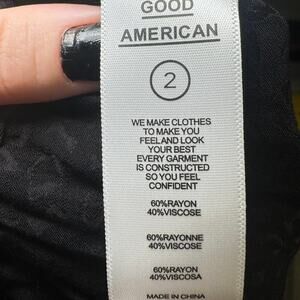 GOOD
AMERICAN
2
WE MAKE CLOTHES
TO MAKE YOU
FEEL AND LOOK
YOUR BEST
EVERY GARMENT
IS CONSTRUCTED
SO YOU FEEL
CONFIDENT
60%RAYON
40%VISCOSE
60%RAYONNE
40%VISCOSE
60%RAYON
40%VISCOSA
MADE IN CHINA